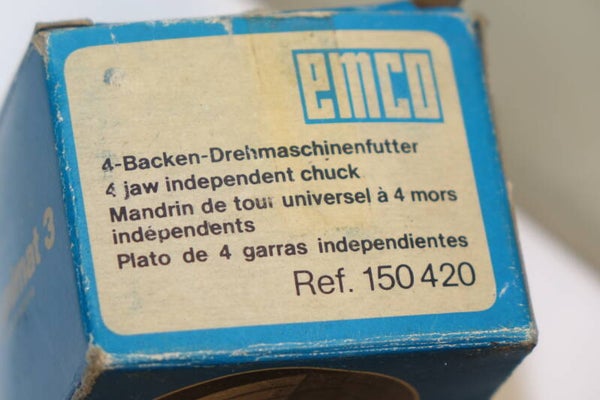 emco
4-Backen-Drehmaschinenfutter
4 jaw independent chuck
Mandrin de tour universel à 4 mors
indépendents
Plato de 4 garras independientes
Ref. 150 420